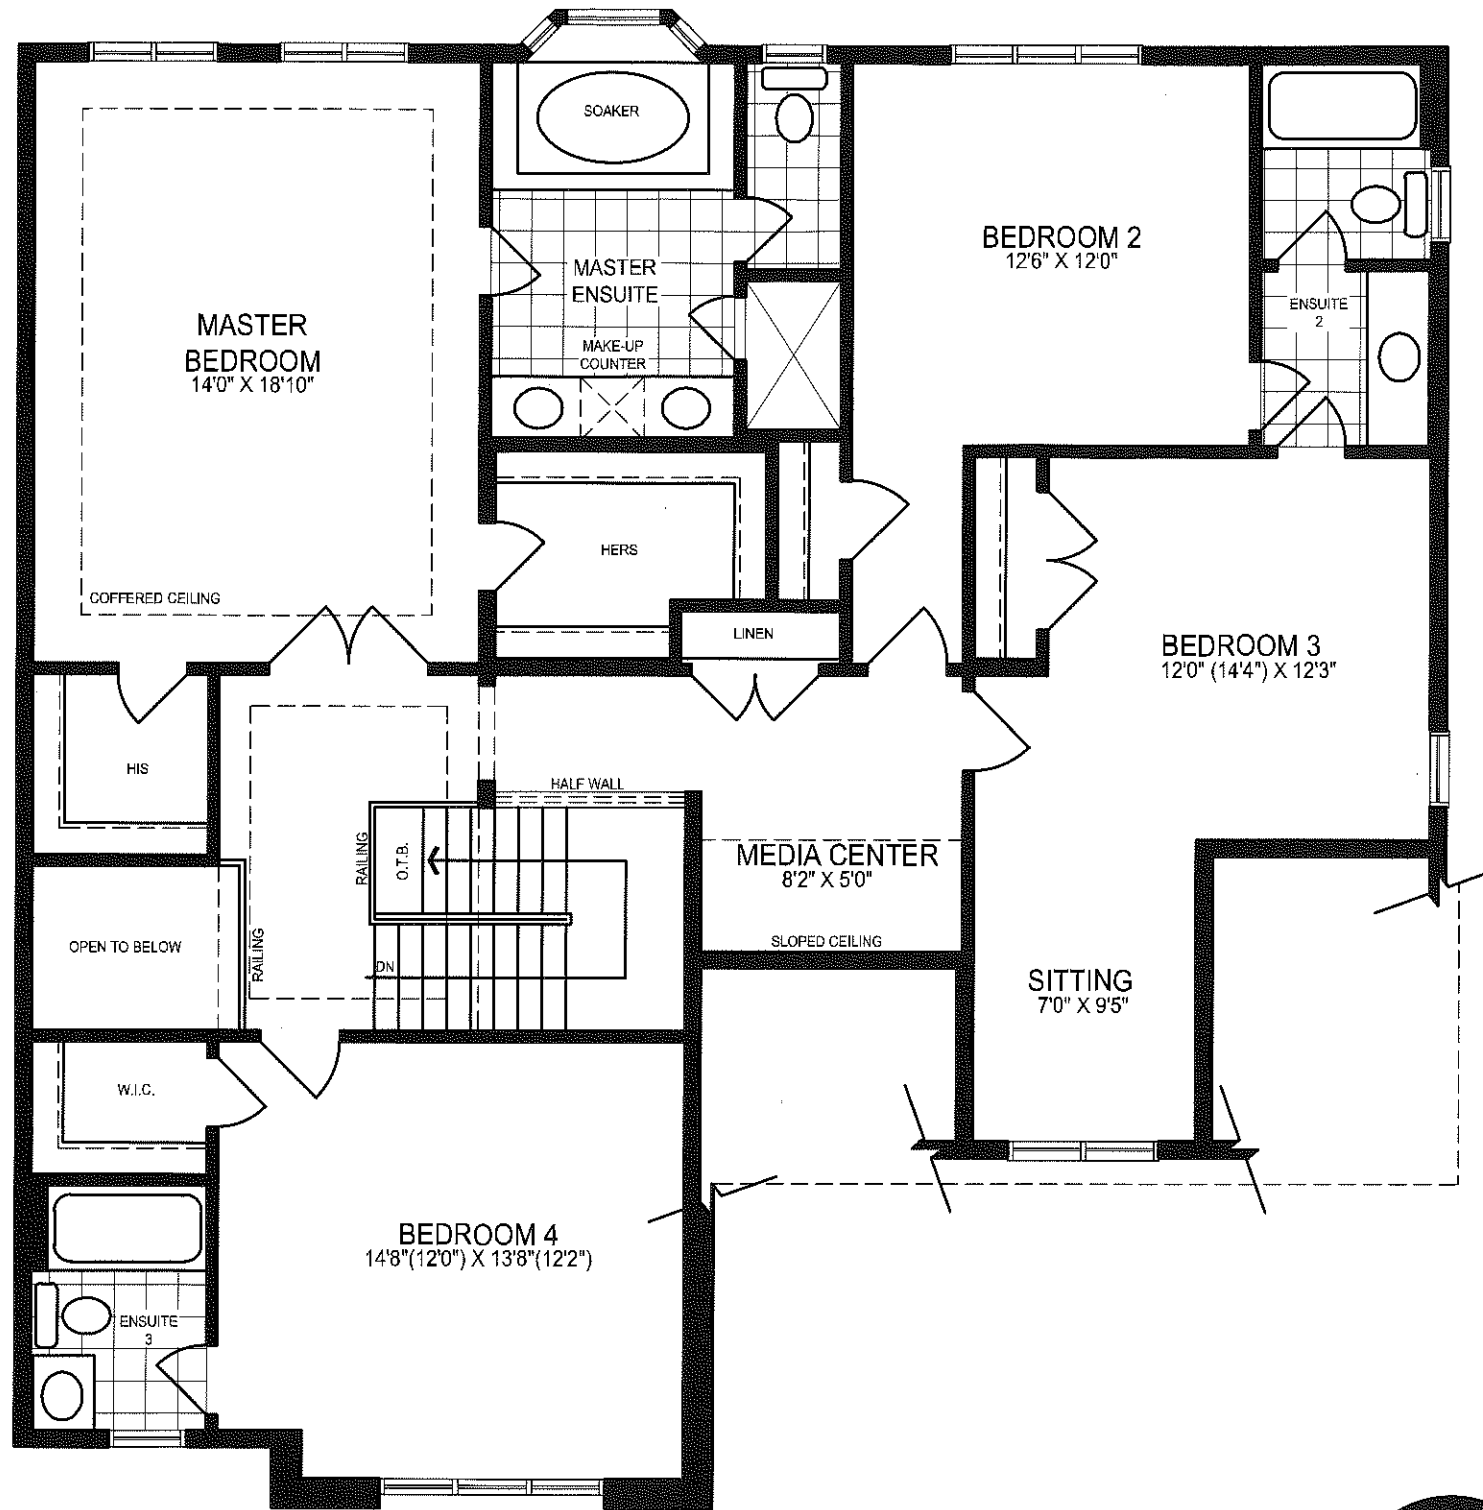 SOAKER
MASTER
ENSUITE
MAKE-UP
COUNTER
BEDROOM 2
12'6" X 12'0"
ENSUITE
2
MASTER
BEDROOM
14'0" X 18'10"
COFFERED CEILING
HERS
LINEN
BEDROOM 3
12'0" (14'4") X 12'3"
HIS
HALF WALL
RAILING
O.T.B.
MEDIA CENTER
8'2" X 5'0"
SLOPED CEILING
OPEN TO BELOW
RAILING
DN
SITTING
7'0" X 9'5"
W.I.C.
BEDROOM 4
14'8"(12'0") X 13'8"(12'2")
ENSUITE
3